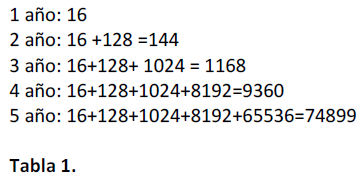 1 año: 16
2 año: 16 +128 =144
3 año: 16+128+ 1024 = 1168
4 año: 16+128+1024+8192=9360
5 año: 16+128+1024+8192+65536=74899
Tabla 1.